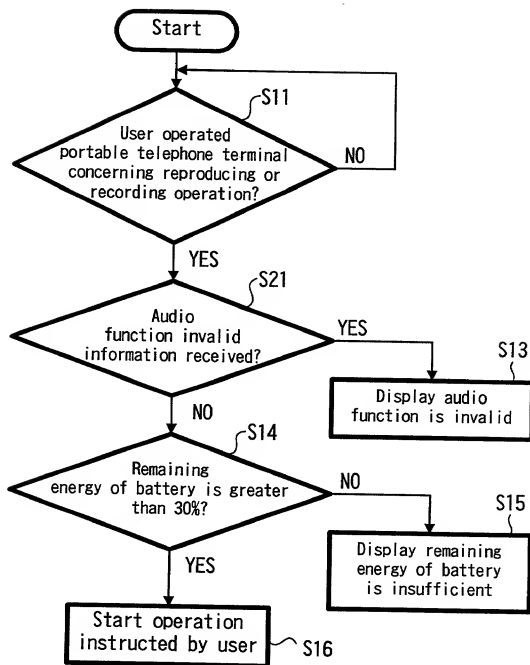 Start
S11
User operated
portable telephone terminal
concerning reproducing or
recording operation?
NO
YES
S21
Audio
function invalid
information received?
YES
S13
Display audio
function is invalid
NO
S14
Remaining
energy of battery is greater
than 30%?
NO
S15
Display remaining
energy of battery
is insufficient
YES
Start operation
instructed by user
S16